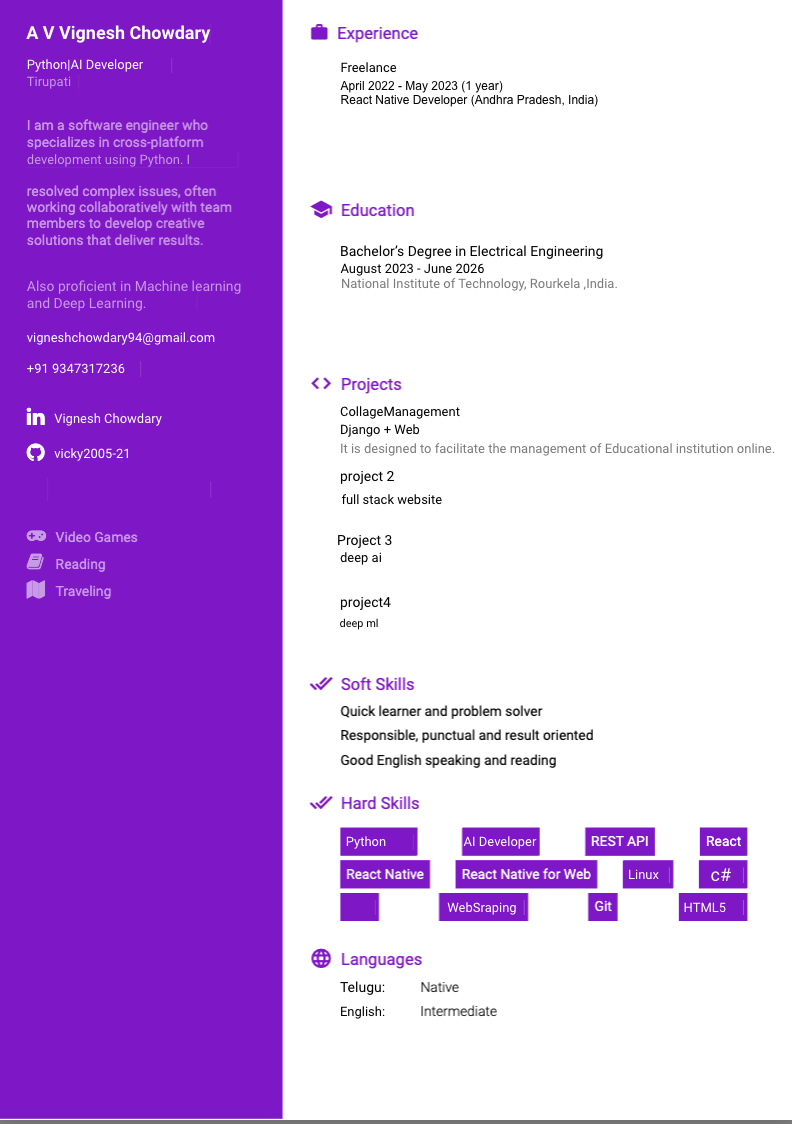 A V Vignesh Chowdary
Python|AI Developer
Tirupati
I am a software engineer who
specializes in cross-platform
development using Python. I
resolved complex issues, often
working collaboratively with team
members to develop creative
solutions that deliver results.
Also proficient in Machine learning
and Deep Learning.
vigneshchowdary94@gmail.com
+91 9347317236
Vignesh Chowdary
vicky2005-21
Video Games
Reading
Traveling
Experience
Freelance
April 2022 - May 2023 (1 year)
React Native Developer (Andhra Pradesh, India)
Education
Bachelor’s Degree in Electrical Engineering
August 2023 - June 2026
National Institute of Technology, Rourkela ,India.
Projects
CollageManagement
Django + Web
It is designed to facilitate the management of Educational institution online.
project 2
full stack website
Project 3
deep ai
project4
deep ml
Soft Skills
Quick learner and problem solver
Responsible, punctual and result oriented
Good English speaking and reading
Hard Skills
Python AI Developer REST API React
React Native React Native for Web Linux c#
WebSraping Git HTML5
Languages
Telugu: Native
English: Intermediate